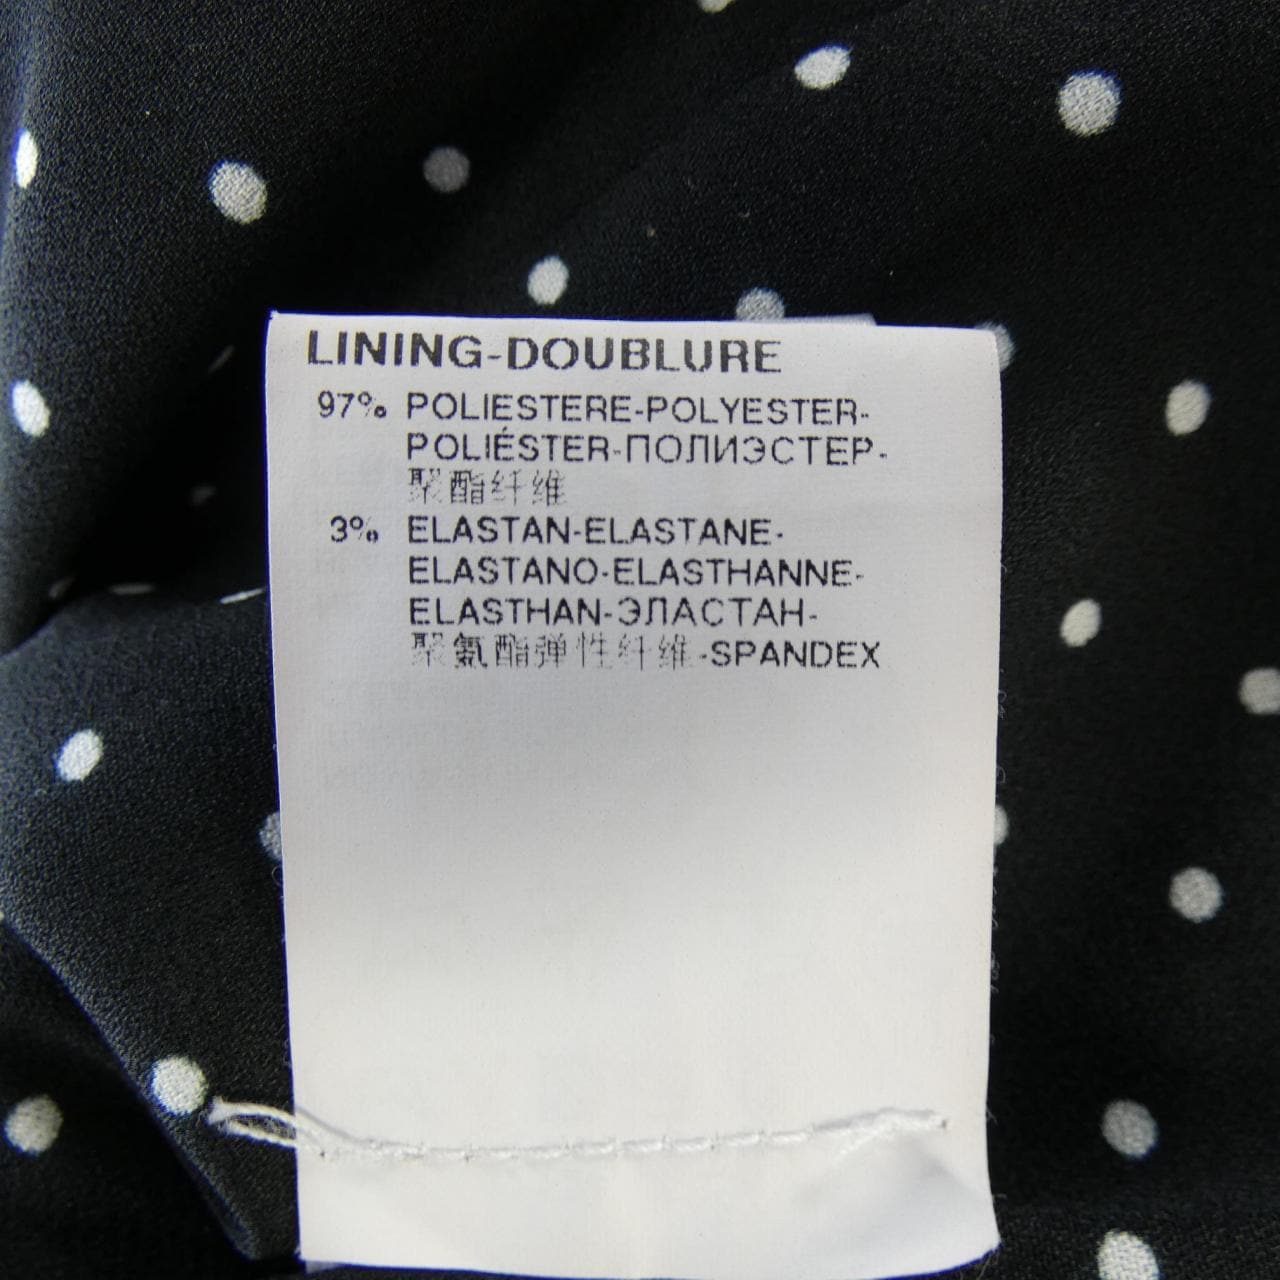 LINING-DOUBLURE
97% POLIESTERE-POLYESTER-
POLIÉSTER-ПОЛИЭСТЕР-
聚酯纤维
3% ELASTAN-ELASTANE-
ELASTANO-ELASTHANNE-
ELASTHAN-ЭЛАСТАН-
聚氨酯弹性纤维-SPANDEX